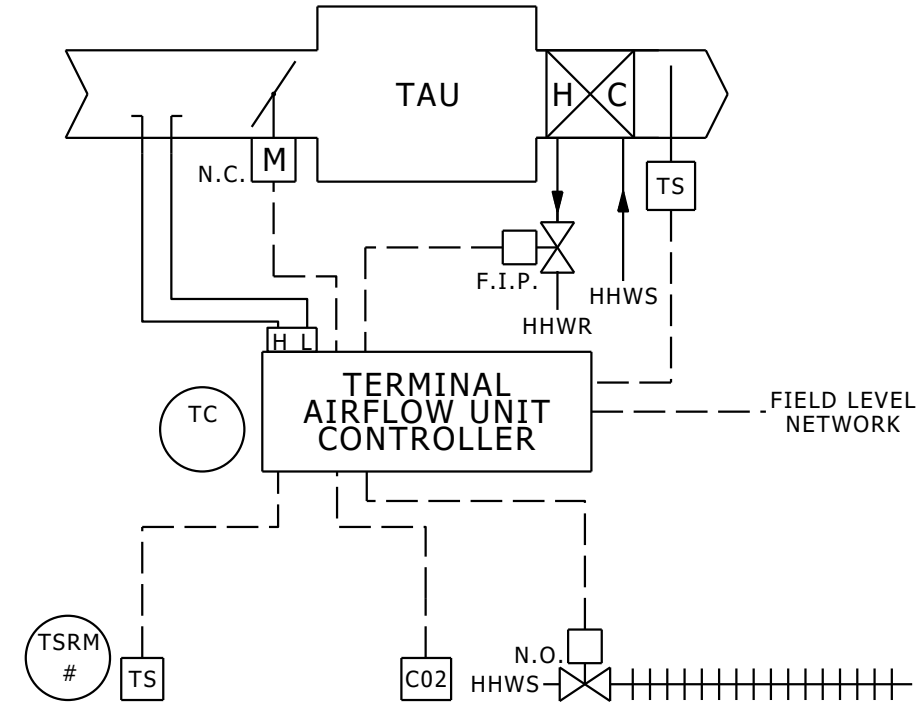 TAU
H C
M
N.C.
TS
F.I.P.
HHWS
HHWR
H L
TERMINAL
AIRFLOW UNIT
CONTROLLER
TC
FIELD LEVEL
NETWORK
TSRM
#
TS
C02
N.O.
HHWS